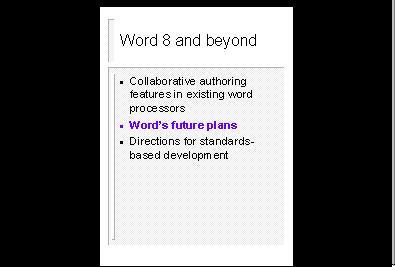 Word 8 and beyond
Collaborative authoring
features in existing word
processors
Word's future plans
Directions for standards-
based development